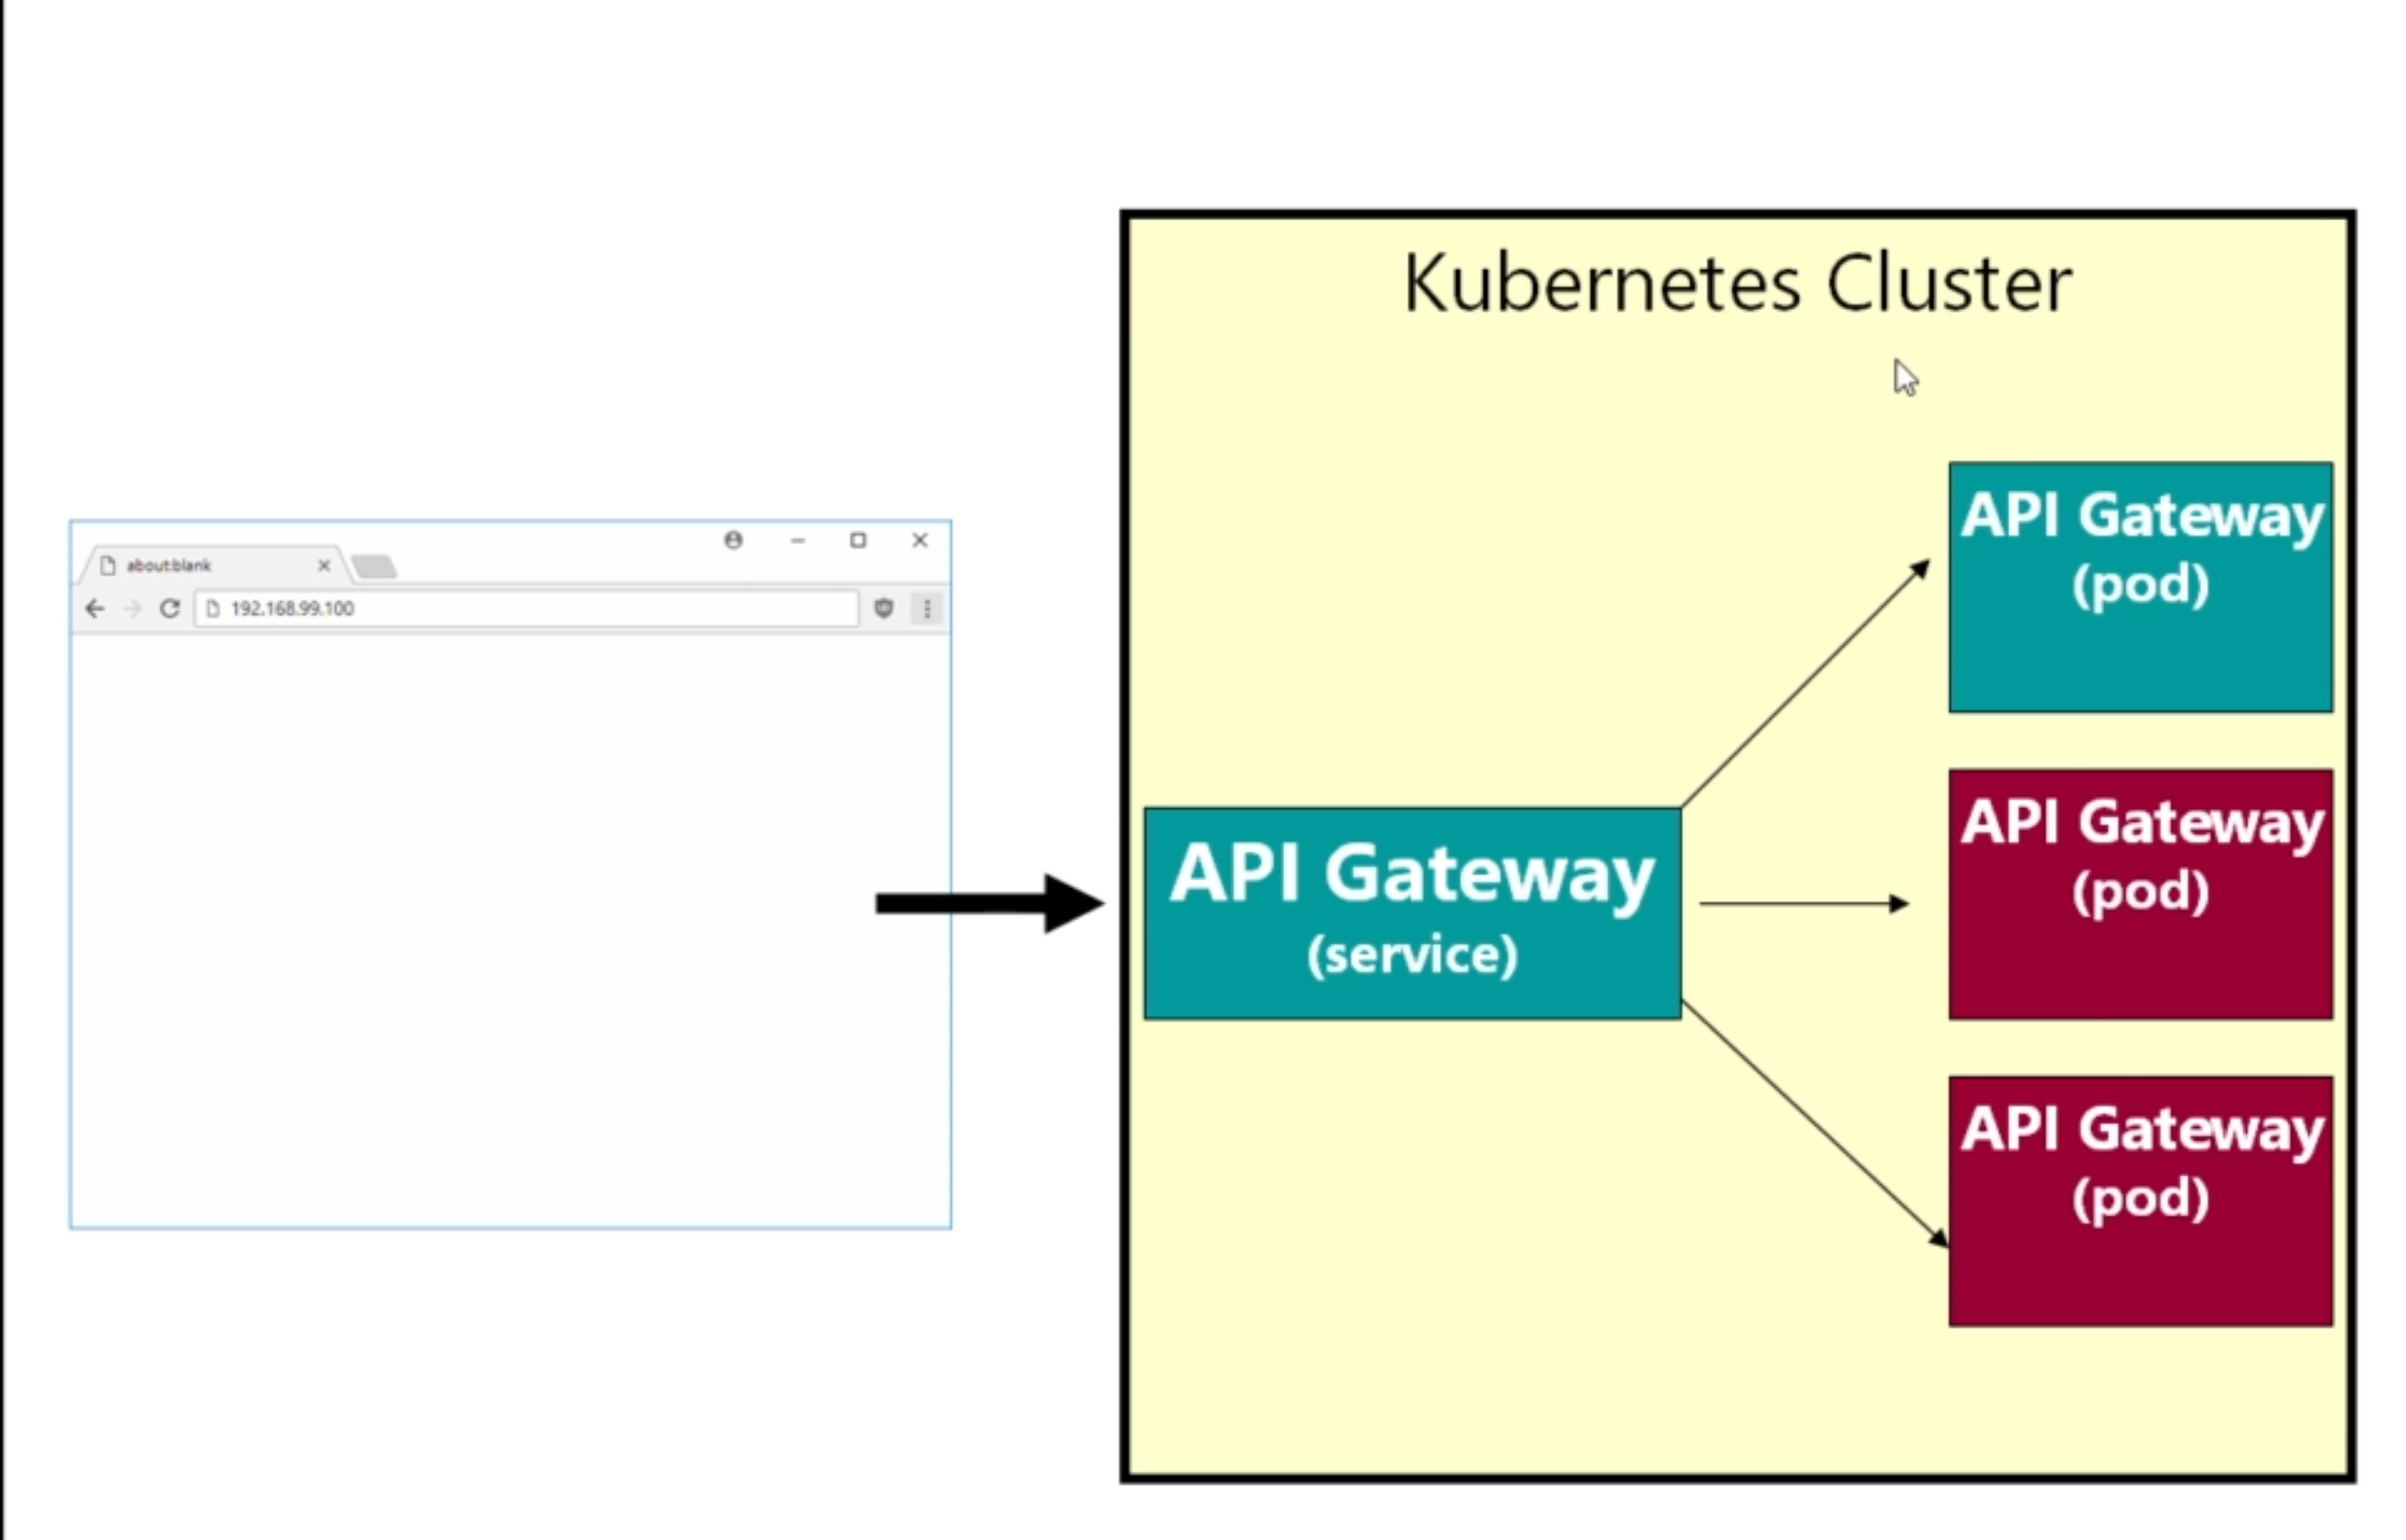 about:blank
192.168.99.100
Kubernetes Cluster
API Gateway
(service)
API Gateway
(pod)
API Gateway
(pod)
API Gateway
(pod)